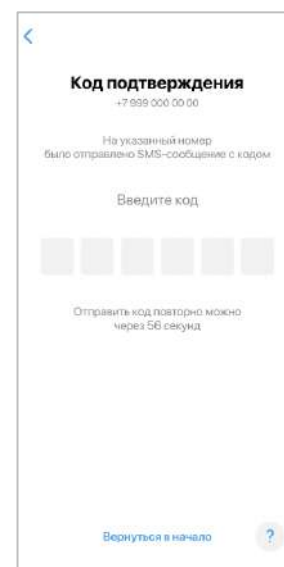 Код подтверждения
+7 999 000 00 00
На указанный номер
было отправлено SMS-сообщение с кодом
Введите код
Отправить код повторно можно
через 56 секунд
Вернуться в начало
?